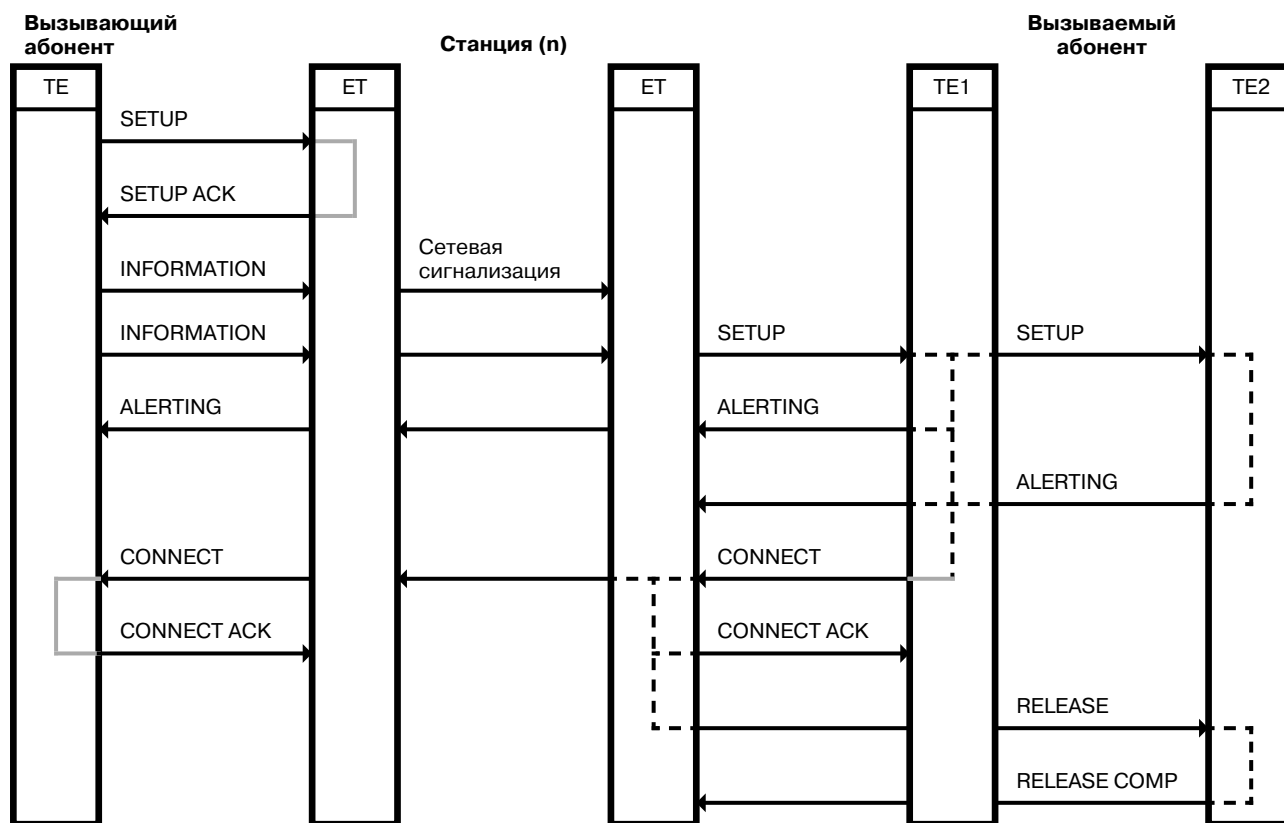 Вызывающий
абонент
Станция (n)
Вызываемый
абонент
TE
ET
ET
TE1
TE2
SETUP
SETUP ACK
INFORMATION
Сетевая
сигнализация
INFORMATION
SETUP
SETUP
ALERTING
ALERTING
ALERTING
CONNECT
CONNECT
CONNECT ACK
CONNECT ACK
RELEASE
RELEASE COMP